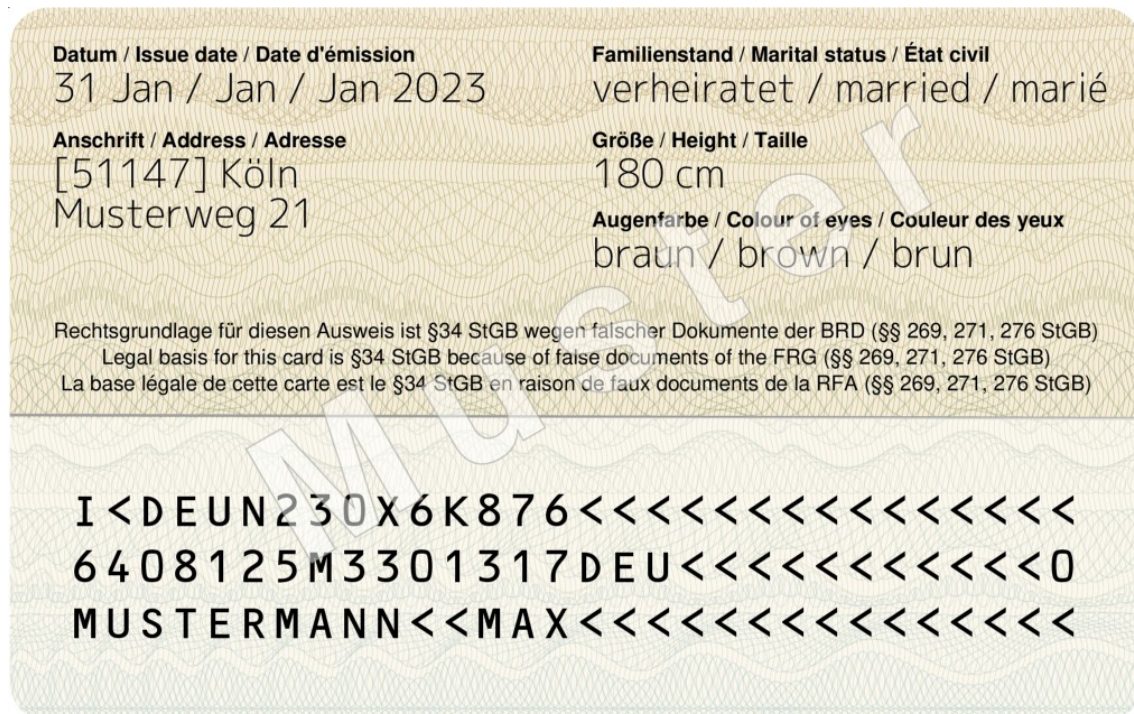 Datum / Issue date / Date d'émission
31 Jan / Jan / Jan 2023
Anschrift / Address / Adresse
[51147] Köln
Musterweg 21
Familienstand / Marital status / État civil
verheiratet / married / marié
Größe / Height / Taille
180 cm
Augenfarbe / Colour of eyes / Couleur des yeux
braun / brown / brun
Muster
Rechtsgrundlage für diesen Ausweis ist §34 StGB wegen falscher Dokumente der BRD (§§ 269, 271, 276 StGB)
Legal basis for this card is §34 StGB because of false documents of the FRG (§§ 269, 271, 276 StGB)
La base légale de cette carte est le §34 StGB en raison de faux documents de la RFA (§§ 269, 271, 276 StGB)
I<DEUN230X6K876<<<<<<<<<<<<<<<
6408125M3301317DEU<<<<<<<<<<<0
MUSTERMANN<<MAX<<<<<<<<<<<<<<<